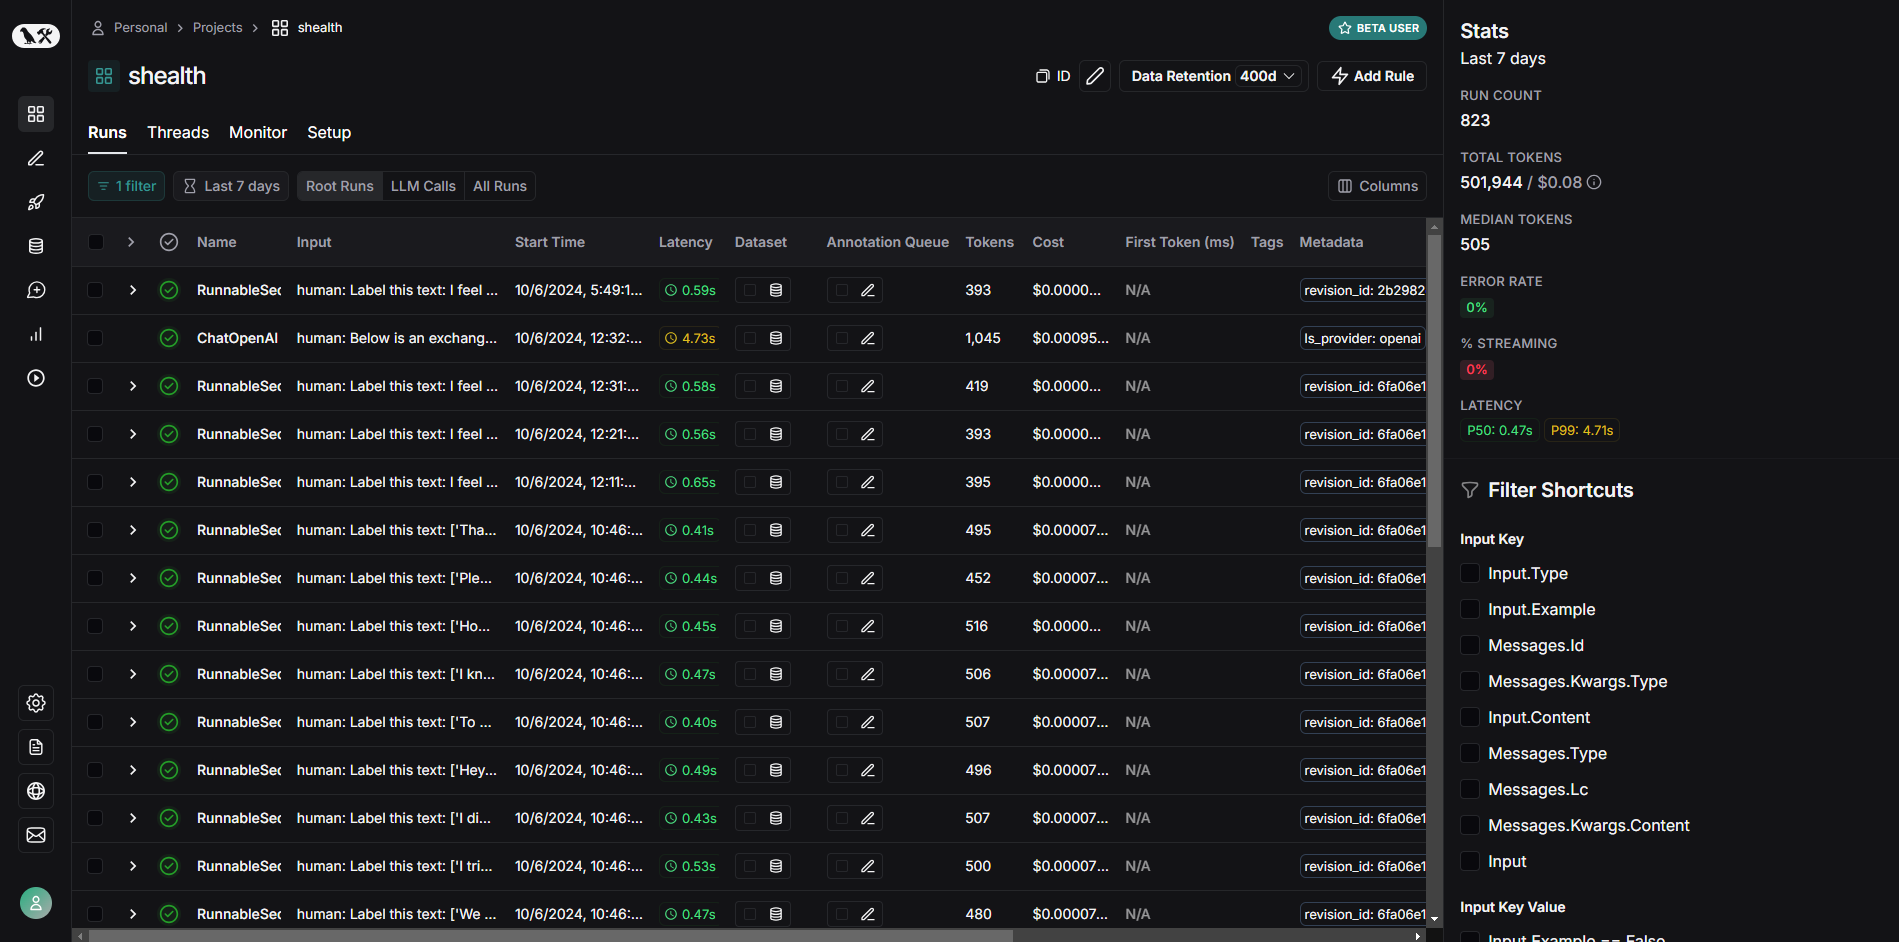 Personal > Projects > shealth
BETA USER
shealth
ID
Data Retention 400d
Add Rule
Runs Threads Monitor Setup
1 filter Last 7 days Root Runs LLM Calls All Runs Columns
Name Input Start Time Latency Dataset Annotation Queue Tokens Cost First Token (ms) Tags Metadata
RunnableSec human: Label this text: I feel ... 10/6/2024, 5:49:1... 0.59s 393 $0.0000... N/A revision_id: 2b2982
ChatOpenAI human: Below is an exchang... 10/6/2024, 12:32:... 4.73s 1,045 $0.00095... N/A ls_provider: openai
RunnableSec human: Label this text: I feel ... 10/6/2024, 12:31:... 0.58s 419 $0.0000... N/A revision_id: 6fa06e1
RunnableSec human: Label this text: I feel ... 10/6/2024, 12:21:... 0.56s 393 $0.0000... N/A revision_id: 6fa06e1
RunnableSec human: Label this text: I feel ... 10/6/2024, 12:11:... 0.65s 395 $0.0000... N/A revision_id: 6fa06e1
RunnableSec human: Label this text: ['Tha... 10/6/2024, 10:46:... 0.41s 495 $0.00007... N/A revision_id: 6fa06e1
RunnableSec human: Label this text: ['Ple... 10/6/2024, 10:46:... 0.44s 452 $0.00007... N/A revision_id: 6fa06e1
RunnableSec human: Label this text: ['Ho... 10/6/2024, 10:46:... 0.45s 516 $0.0000... N/A revision_id: 6fa06e1
RunnableSec human: Label this text: ['I kn... 10/6/2024, 10:46:... 0.47s 506 $0.00007... N/A revision_id: 6fa06e1
RunnableSec human: Label this text: ['To ... 10/6/2024, 10:46:... 0.40s 507 $0.00007... N/A revision_id: 6fa06e1
RunnableSec human: Label this text: ['Hey... 10/6/2024, 10:46:... 0.49s 496 $0.00007... N/A revision_id: 6fa06e1
RunnableSec human: Label this text: ['I di... 10/6/2024, 10:46:... 0.43s 507 $0.00007... N/A revision_id: 6fa06e1
RunnableSec human: Label this text: ['I tri... 10/6/2024, 10:46:... 0.53s 500 $0.00007... N/A revision_id: 6fa06e1
RunnableSec human: Label this text: ['We ... 10/6/2024, 10:46:... 0.47s 480 $0.00007... N/A revision_id: 6fa06e1
Stats
Last 7 days
RUN COUNT
823
TOTAL TOKENS
501,944 / $0.08
MEDIAN TOKENS
505
ERROR RATE
0%
% STREAMING
0%
LATENCY
P50: 0.47s P99: 4.71s
Filter Shortcuts
Input Key
Input.Type
Input.Example
Messages.Id
Messages.Kwargs.Type
Input.Content
Messages.Type
Messages.Lc
Messages.Kwargs.Content
Input
Input Key Value
Input.Example == False